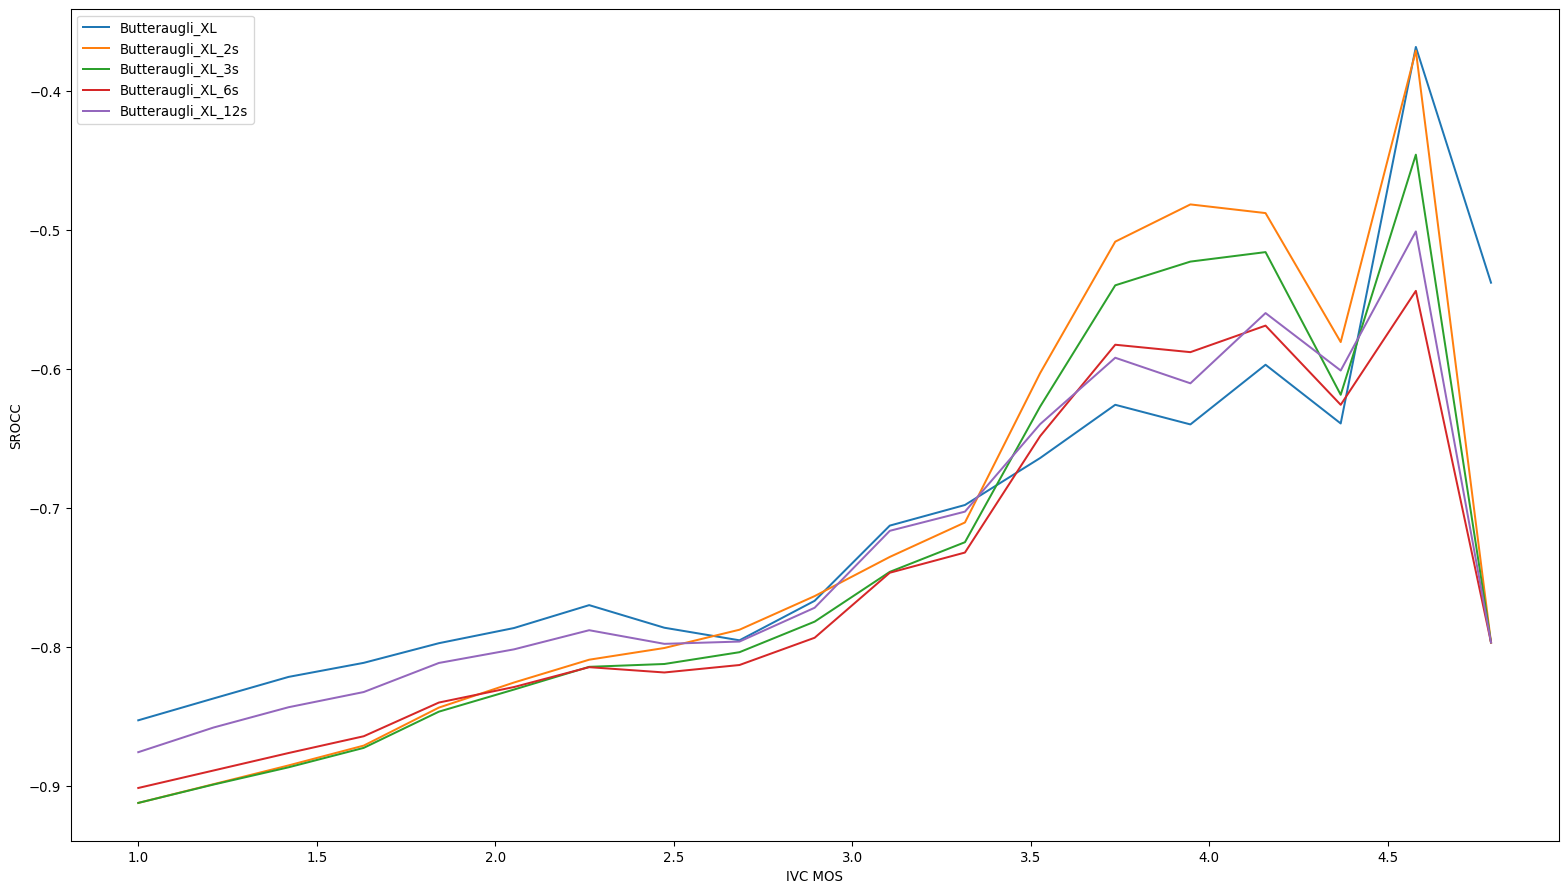 Butteraugli_XL
Butteraugli_XL_2s
Butteraugli_XL_3s
Butteraugli_XL_6s
Butteraugli_XL_12s
−0.4
−0.5
−0.6
−0.7
−0.8
−0.9
SROCC
1.0 1.5 2.0 2.5 3.0 3.5 4.0 4.5
IVC MOS